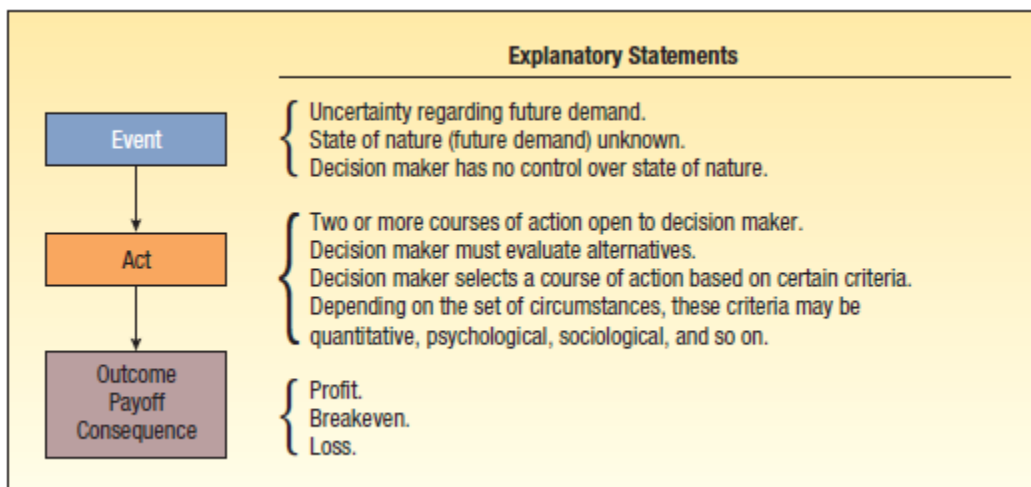 Explanatory Statements
Event
Uncertainty regarding future demand.
State of nature (future demand) unknown.
Decision maker has no control over state of nature.
Act
Two or more courses of action open to decision maker.
Decision maker must evaluate alternatives.
Decision maker selects a course of action based on certain criteria.
Depending on the set of circumstances, these criteria may be
quantitative, psychological, sociological, and so on.
Outcome
Payoff
Consequence
Profit.
Breakeven.
Loss.